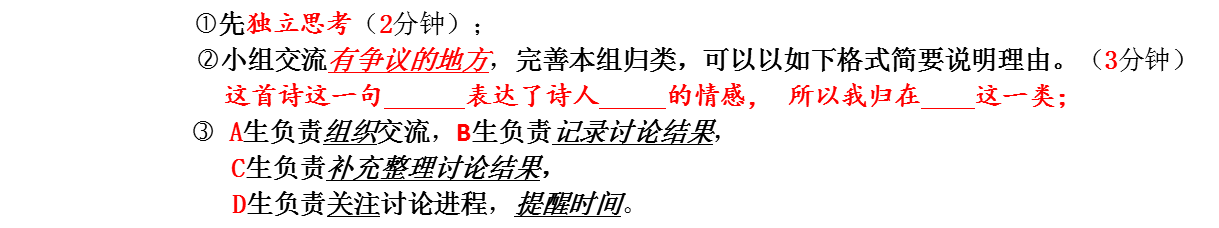 ①先独立思考（2分钟）；
②小组交流有争议的地方，完善本组归类，可以以如下格式简要说明理由。（3分钟）
这首诗这一句______表达了诗人_____的情感， 所以我归在____这一类；
③ A生负责组织交流，B生负责记录讨论结果，
C生负责补充整理讨论结果，
D生负责关注讨论进程，提醒时间。